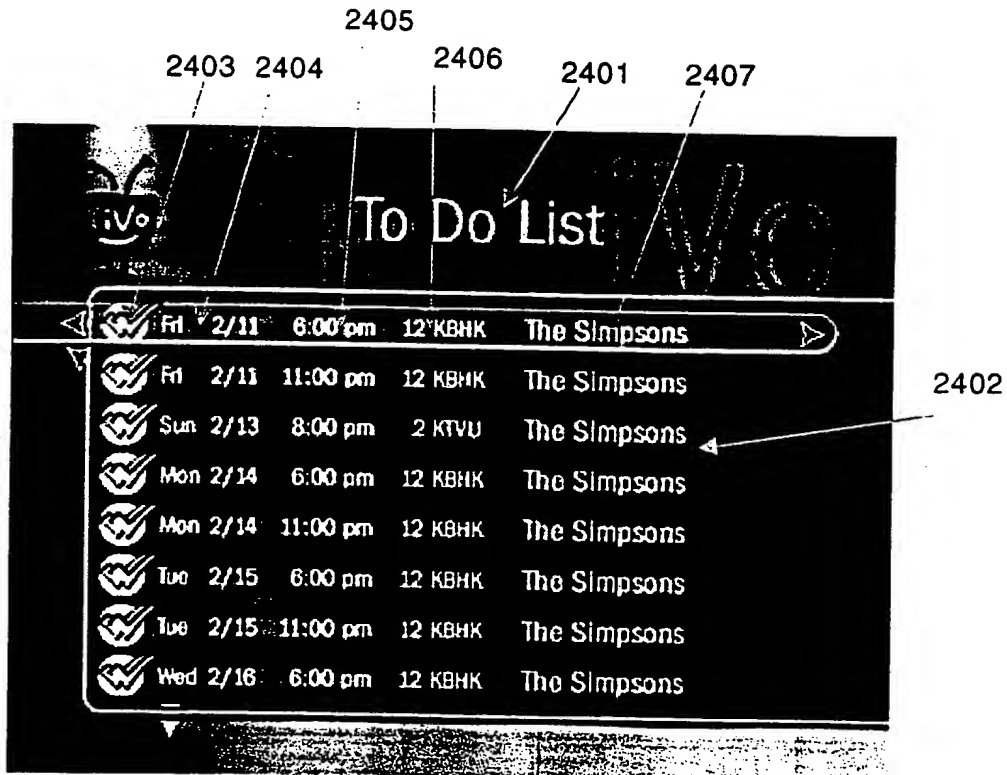 2405
2403 2404 2406 2401 2407
TiVo
To Do List
TiVo
Fri 2/11 6:00 pm 12 KBHK The Simpsons
Fri 2/11 11:00 pm 12 KBHK The Simpsons
2402
Sun 2/13 8:00 pm 2 KTVU The Simpsons
Mon 2/14 6:00 pm 12 KBHK The Simpsons
Mon 2/14 11:00 pm 12 KBHK The Simpsons
Tue 2/15 6:00 pm 12 KBHK The Simpsons
Tue 2/15 11:00 pm 12 KBHK The Simpsons
Wed 2/16 6:00 pm 12 KBHK The Simpsons